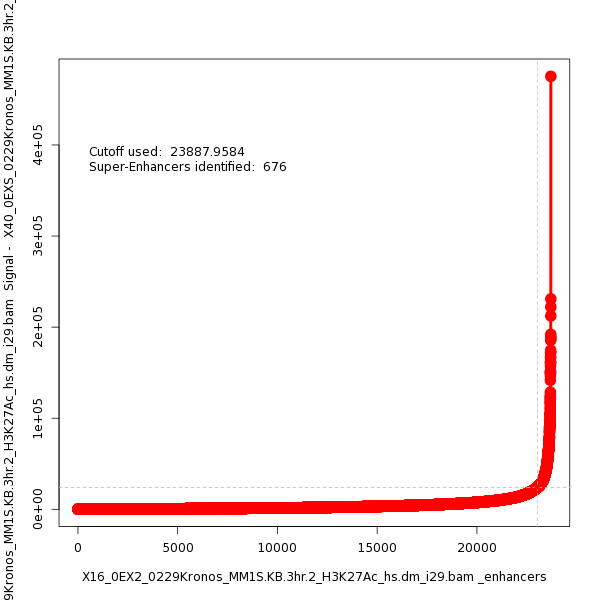 9Kronos_MM1S.KB.3hr.2_H3K27Ac_hs.dm_i29.bam Signal - X40_0EXS_0229Kronos_MM1S.KB.3hr.2_
4e+05
3e+05
2e+05
1e+05
0e+00
Cutoff used: 23887.9584
Super-Enhancers identified: 676
0 5000 10000 15000 20000
X16_0EX2_0229Kronos_MM1S.KB.3hr.2_H3K27Ac_hs.dm_i29.bam _enhancers